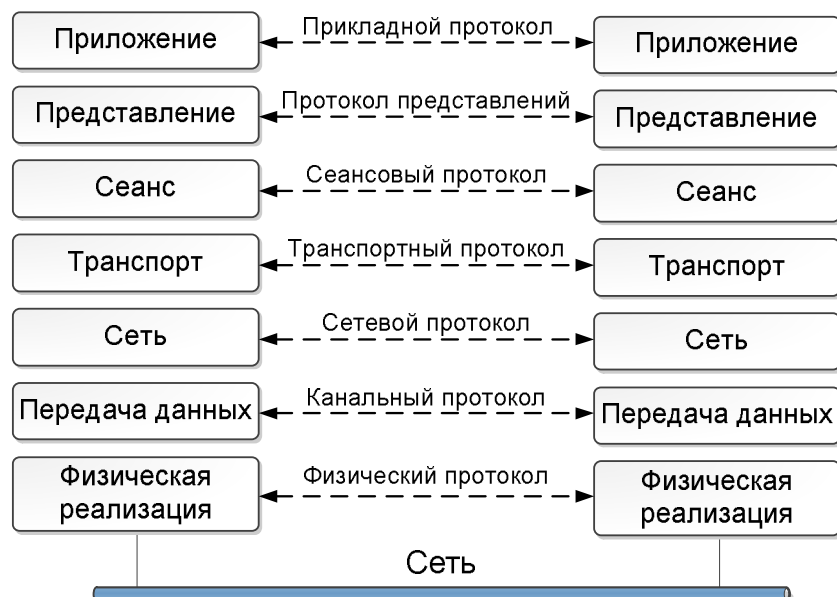 Приложение Прикладной протокол Приложение
Представление Протокол представлений Представление
Сеанс Сеансовый протокол Сеанс
Транспорт Транспортный протокол Транспорт
Сеть Сетевой протокол Сеть
Передача данных Канальный протокол Передача данных
Физическая
реализация
Физический протокол
Физическая
реализация
Сеть